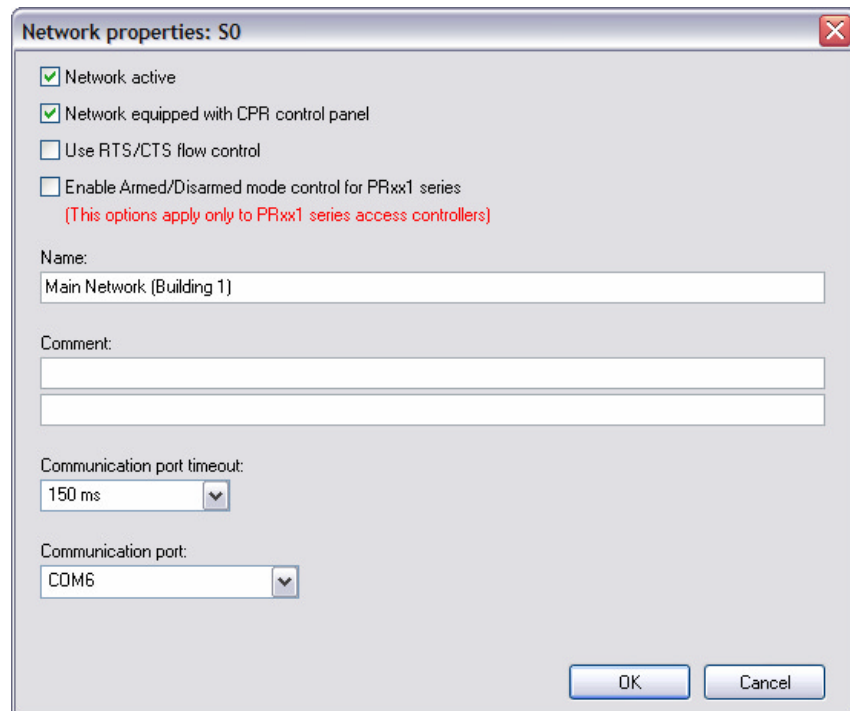 Network properties: S0
Network active
Network equipped with CPR control panel
Use RTS/CTS flow control
Enable Armed/Disarmed mode control for PRxx1 series
(This options apply only to PRxx1 series access controllers)
Name:
Main Network (Building 1)
Comment:
Communication port timeout:
150 ms
Communication port:
COM6
OK Cancel